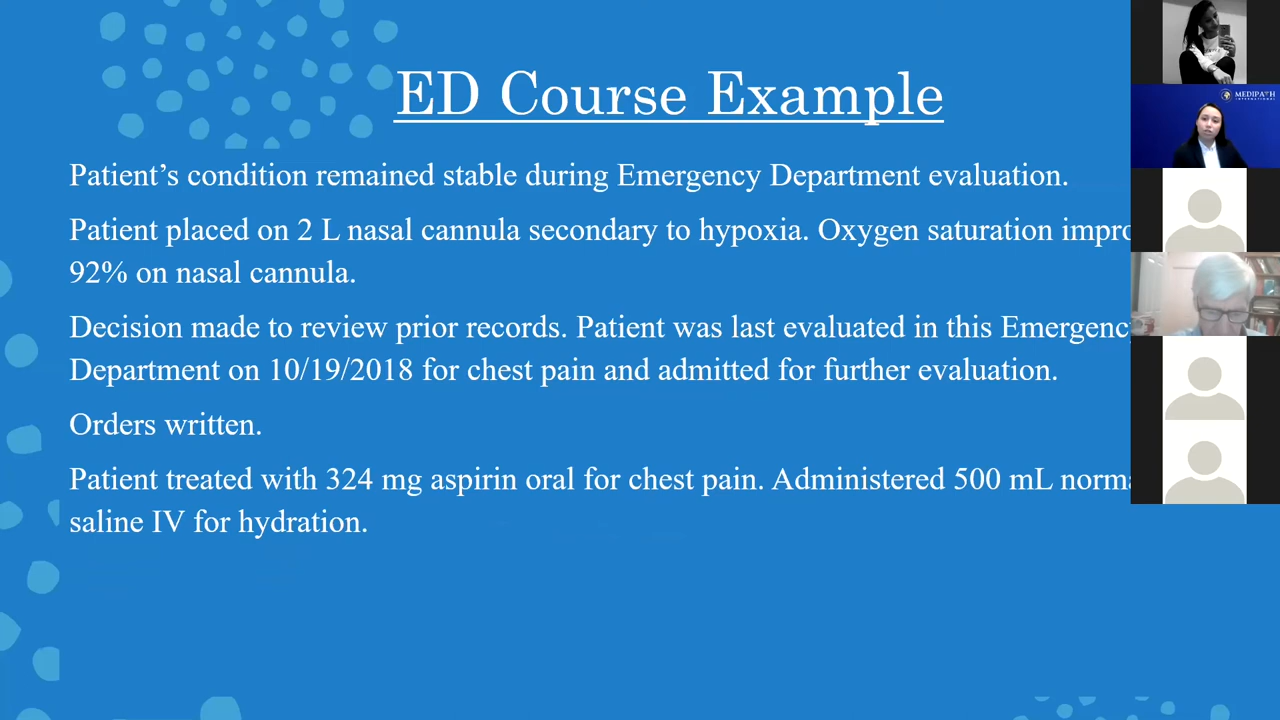 ED Course Example
MEDIPATH
INTERNATIONAL
Patient’s condition remained stable during Emergency Department evaluation.
Patient placed on 2 L nasal cannula secondary to hypoxia. Oxygen saturation impro
92% on nasal cannula.
Decision made to review prior records. Patient was last evaluated in this Emergenc
Department on 10/19/2018 for chest pain and admitted for further evaluation.
Orders written.
Patient treated with 324 mg aspirin oral for chest pain. Administered 500 mL norma
saline IV for hydration.